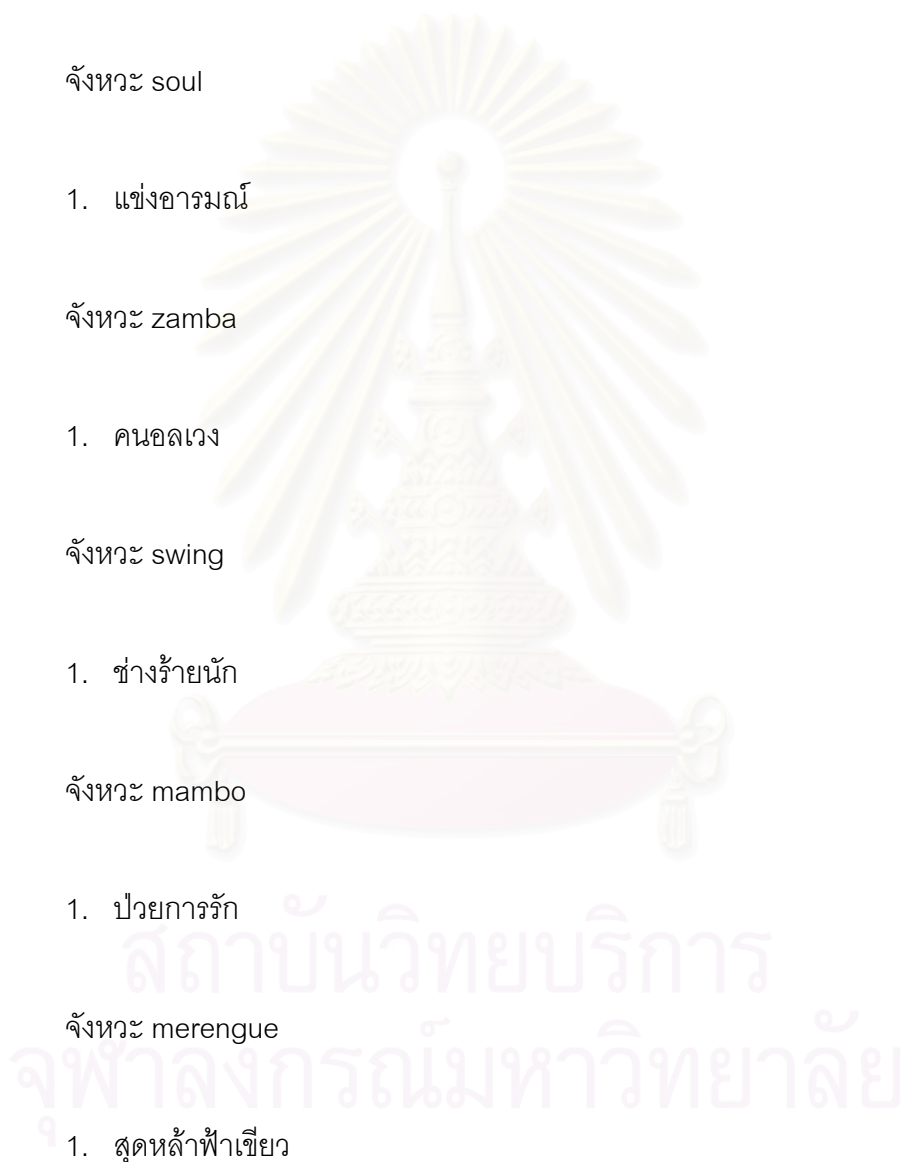 จังหวะ soul
1. แข่งอารมณ์
จังหวะ zamba
1. คนอลเวง
จังหวะ swing
1. ช่างร้ายนัก
จังหวะ mambo
1. ป่วยการรัก
สถาบันวิทยบริการ
จังหวะ merengue
จุฬาลงกรณ์มหาวิทยาลัย
1. สุดหล้าฟ้าเขียว